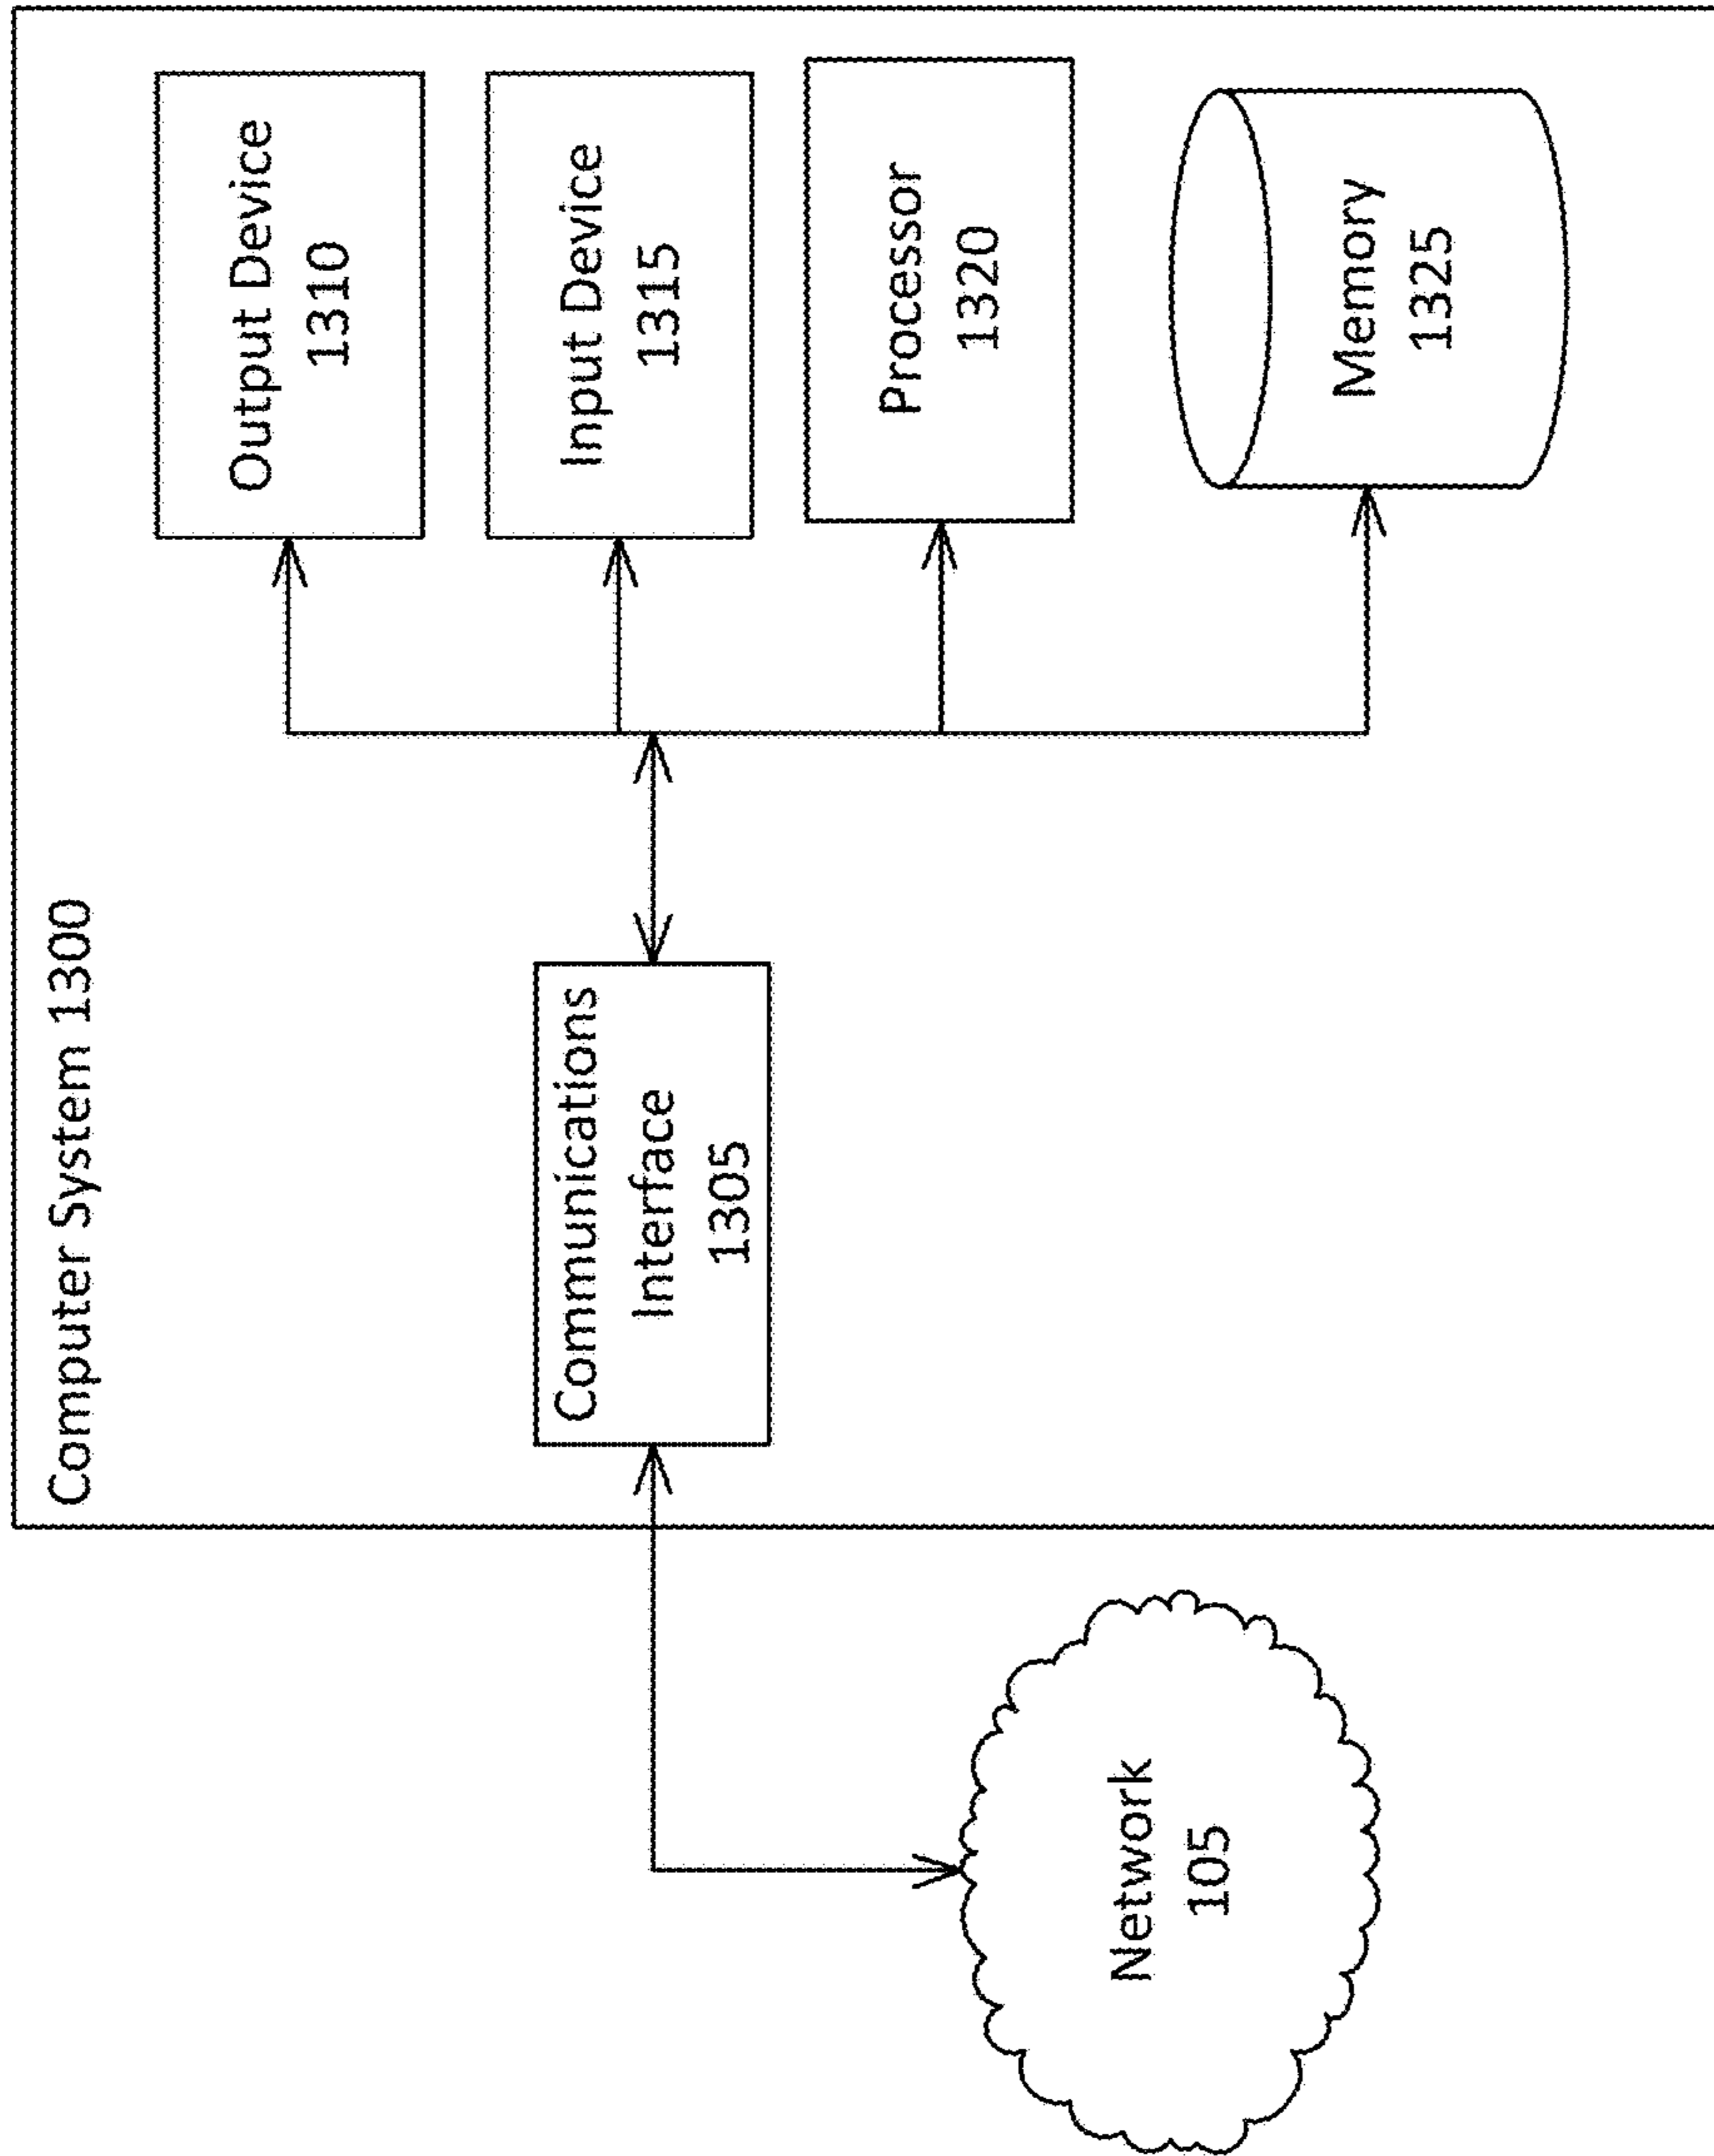 Computer System 1300
Output Device
1310
Input Device
1315
Communications
Interface
1305
Processor
1320
Memory
1325
Network
105